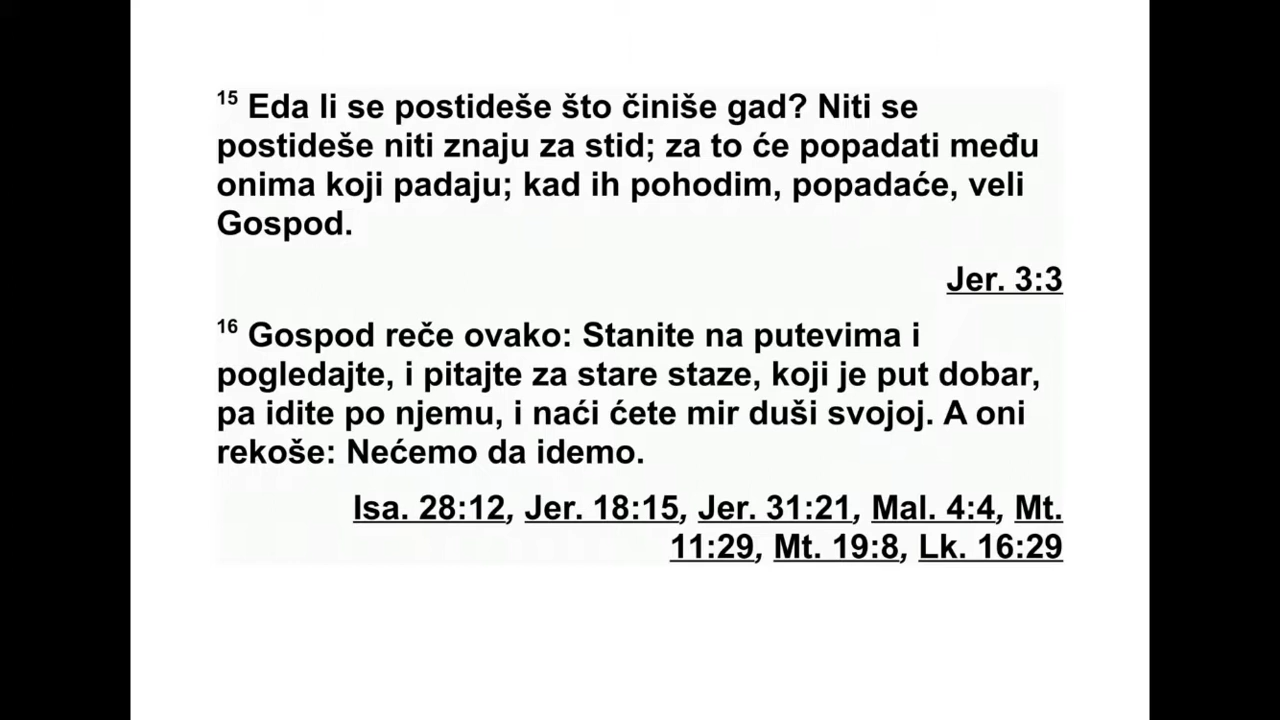 15 Eda li se postideše što činiše gad? Niti se
postideše niti znaju za stid; za to će popadati među
onima koji padaju; kad ih pohodim, popadaće, veli
Gospod.
Jer. 3:3
16 Gospod reče ovako: Stanite na putevima i
pogledajte, i pitajte za stare staze, koji je put dobar,
pa idite po njemu, i naći ćete mir duši svojoj. A oni
rekoše: Nećemo da idemo.
Isa. 28:12, Jer. 18:15, Jer. 31:21, Mal. 4:4, Mt.
11:29, Mt. 19:8, Lk. 16:29